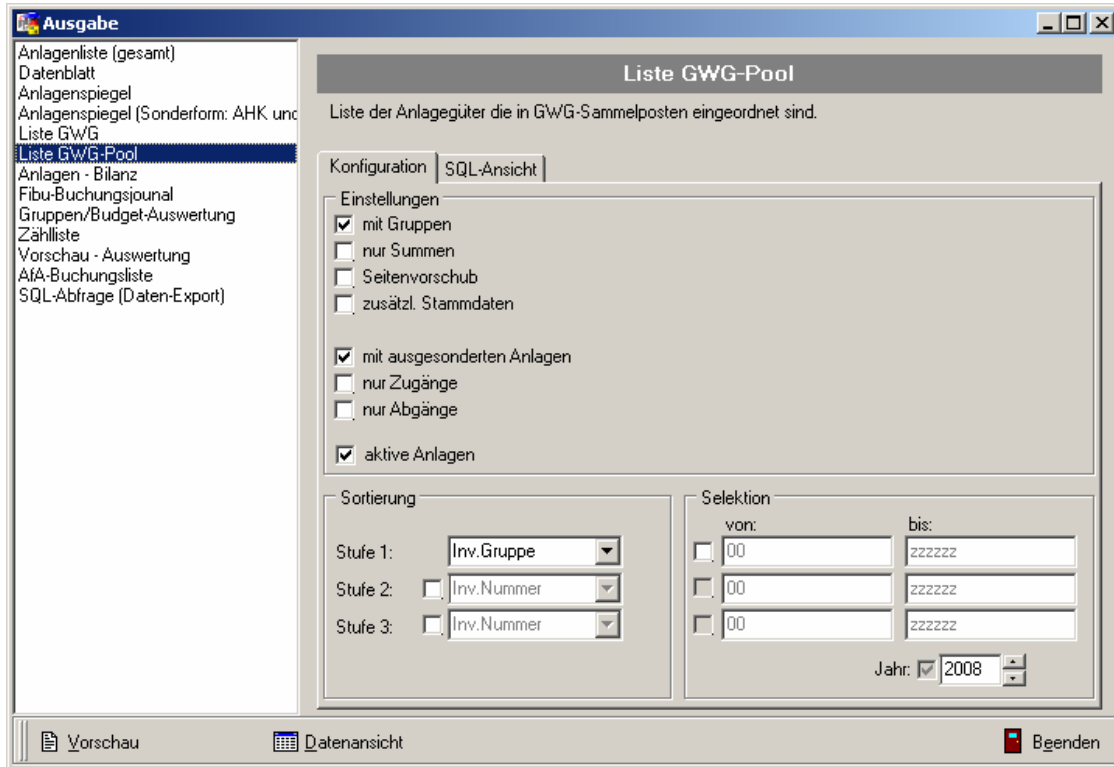 Ausgabe
Anlagenliste (gesamt)
Datenblatt
Anlagenspiegel
Anlagenspiegel (Sonderform: AHK und
Liste GWG
Liste GWG-Pool
Anlagen - Bilanz
Fibu-Buchungsjounal
Gruppen/Budget-Auswertung
Zählliste
Vorschau - Auswertung
AfA-Buchungsliste
SQL-Abfrage (Daten-Export)
Liste GWG-Pool
Liste der Anlagegüter die in GWG-Sammelposten eingeordnet sind.
Konfiguration SQL-Ansicht
Einstellungen
mit Gruppen
nur Summen
Seitenvorschub
zusätzl. Stammdaten
mit ausgesonderten Anlagen
nur Zugänge
nur Abgänge
aktive Anlagen
Sortierung
Stufe 1: Inv.Gruppe
Stufe 2: Inv.Nummer
Stufe 3: Inv.Nummer
Selektion
von: bis:
00 zzzzzz
00 zzzzzz
00 zzzzzz
Jahr: 2008
Vorschau Datenansicht Beenden